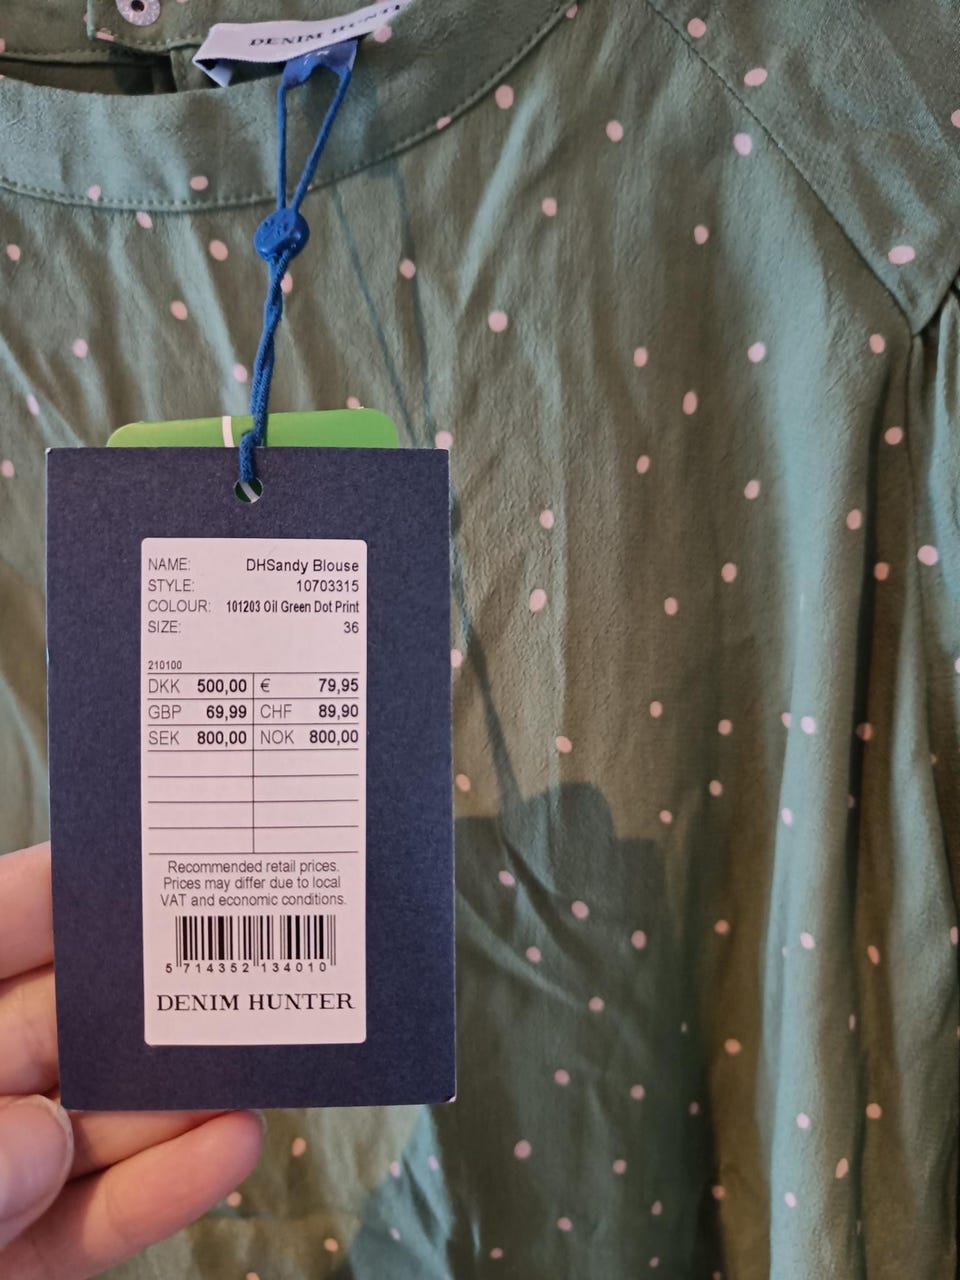 DENIM HUNTE
NAME: DHSandy Blouse
STYLE: 10703315
COLOUR: 101203 Oil Green Dot Print
SIZE: 36
210100
DKK 500,00 € 79,95
GBP 69,99 CHF 89,90
SEK 800,00 NOK 800,00
Recommended retail prices.
Prices may differ due to local
VAT and economic conditions.
5 714352 134010
DENIM HUNTER